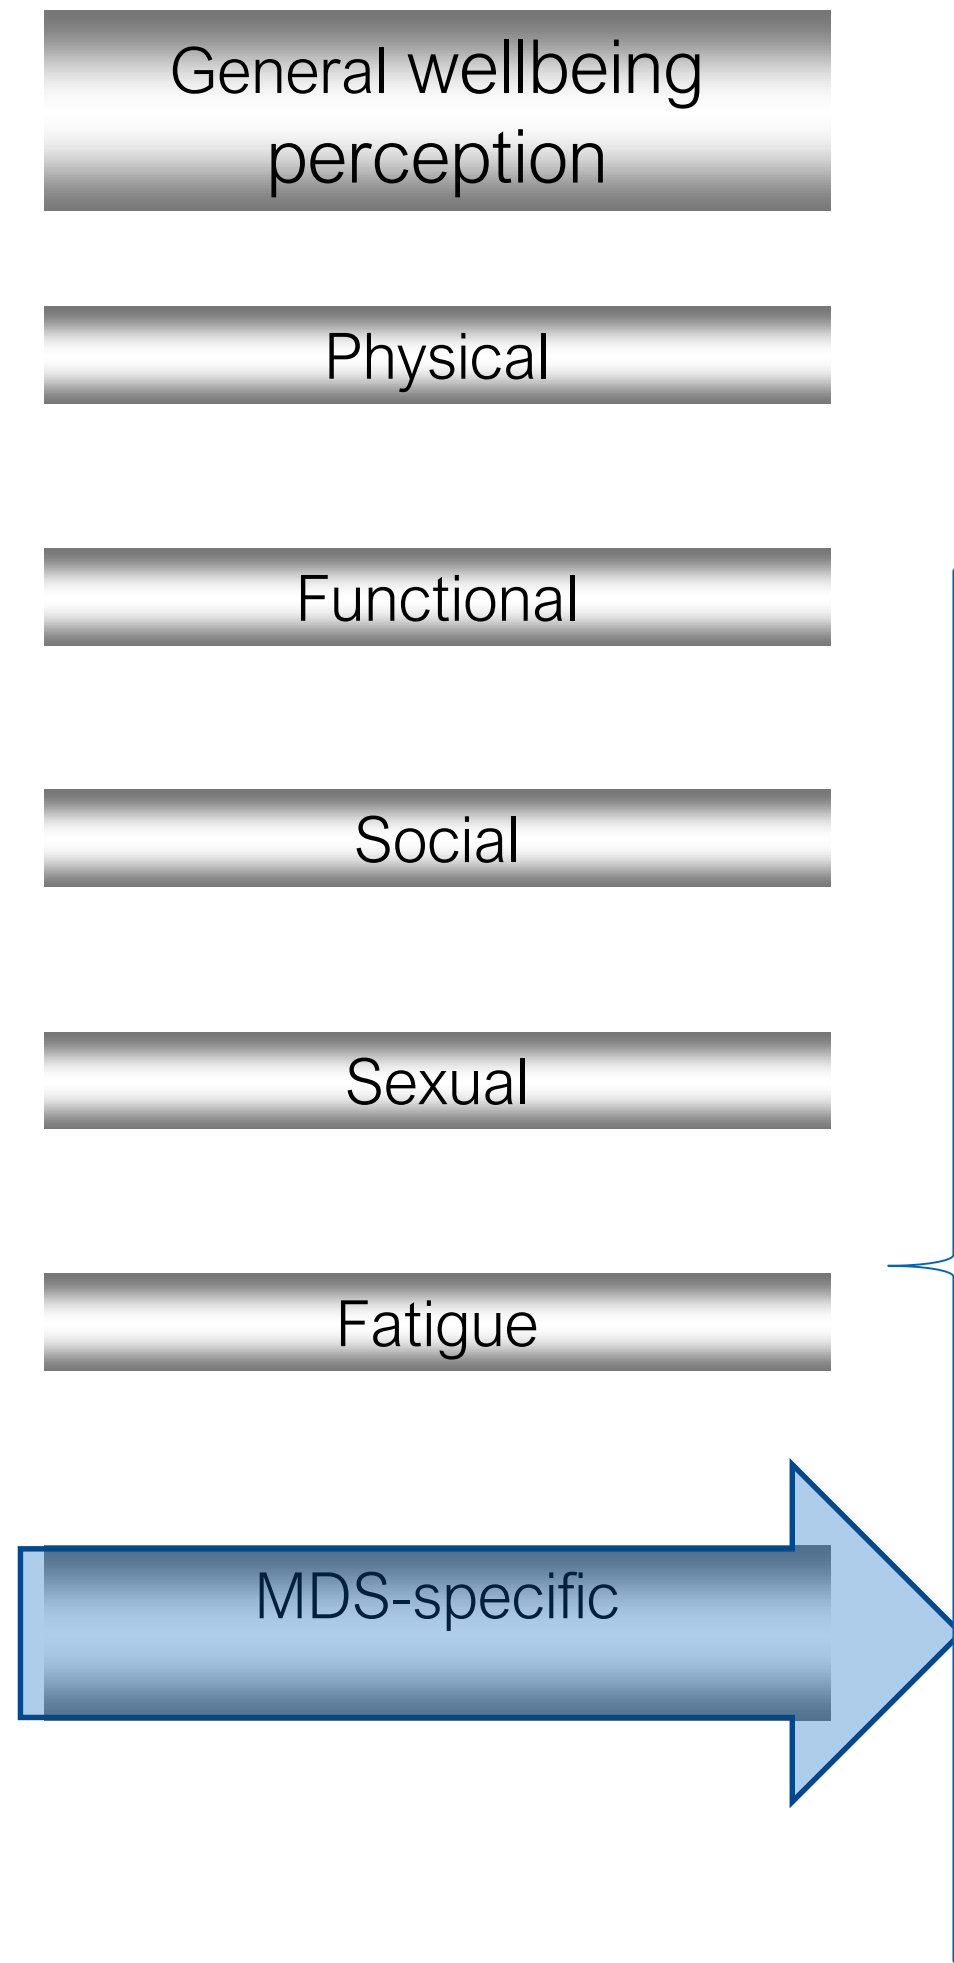 General wellbeing
perception
Physical
Functional
Social
Sexual
Fatigue
MDS-specific